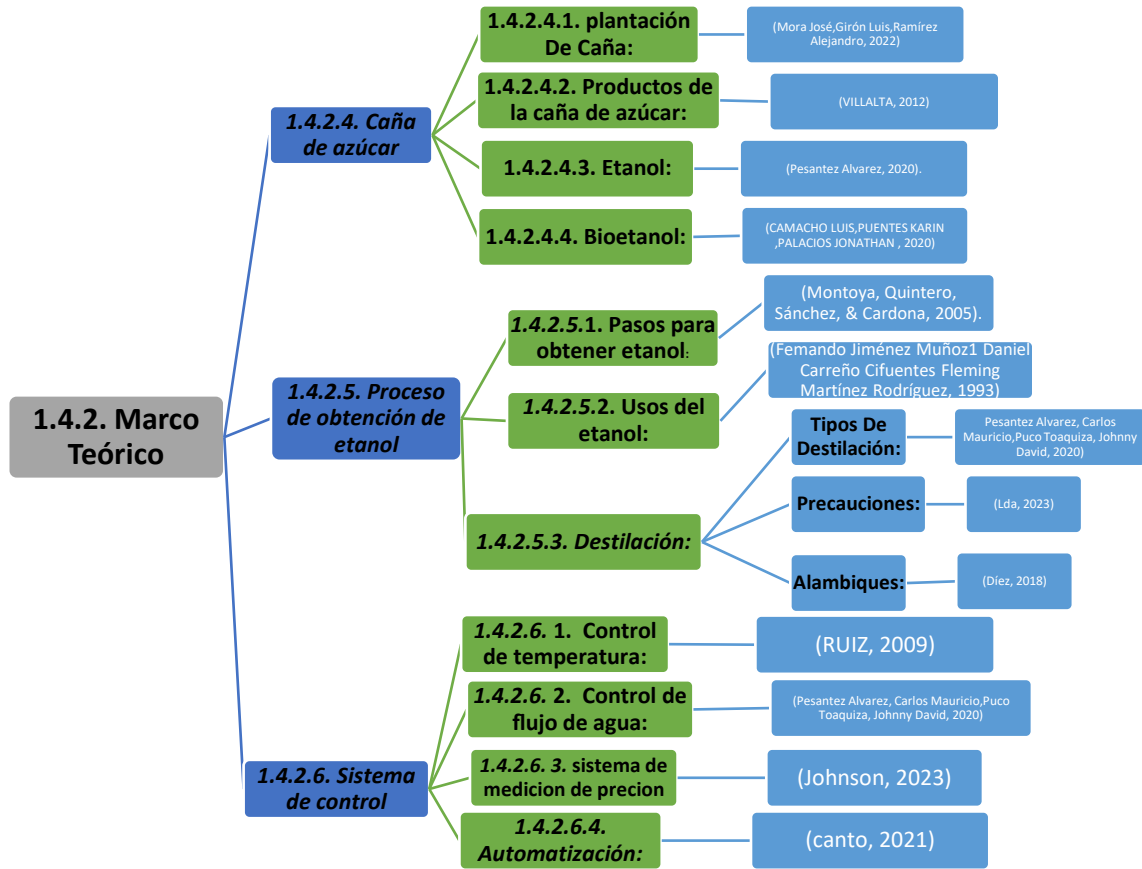 1.4.2. Marco
Teórico
1.4.2.4. Caña
de azúcar
1.4.2.4.1. plantación
De Caña:
(Mora José,Girón Luis,Ramírez
Alejandro, 2022)
1.4.2.4.2. Productos de
la caña de azúcar:
(VILLALTA, 2012)
1.4.2.4.3. Etanol:
(Pesantez Alvarez, 2020).
1.4.2.4.4. Bioetanol:
(CAMACHO LUIS,PUENTES KARIN
,PALACIOS JONATHAN , 2020)
1.4.2.5. Proceso
de obtención de
etanol
1.4.2.5.1. Pasos para
obtener etanol:
(Montoya, Quintero,
Sánchez, & Cardona, 2005).
1.4.2.5.2. Usos del
etanol:
(Femando Jiménez Muñoz1 Daniel
Carreño Cifuentes Fleming
Martínez Rodríguez, 1993)
1.4.2.5.3. Destilación:
Tipos De
Destilación:
Pesantez Alvarez, Carlos
Mauricio,Puco Toaquiza, Johnny
David, 2020)
Precauciones:
(Lda, 2023)
Alambiques:
(Díez, 2018)
1.4.2.6. Sistema
de control
1.4.2.6. 1. Control
de temperatura:
(RUIZ, 2009)
1.4.2.6. 2. Control de
flujo de agua:
(Pesantez Alvarez, Carlos Mauricio,Puco
Toaquiza, Johnny David, 2020)
1.4.2.6. 3. sistema de
medicion de precion
(Johnson, 2023)
1.4.2.6.4.
Automatización:
(canto, 2021)